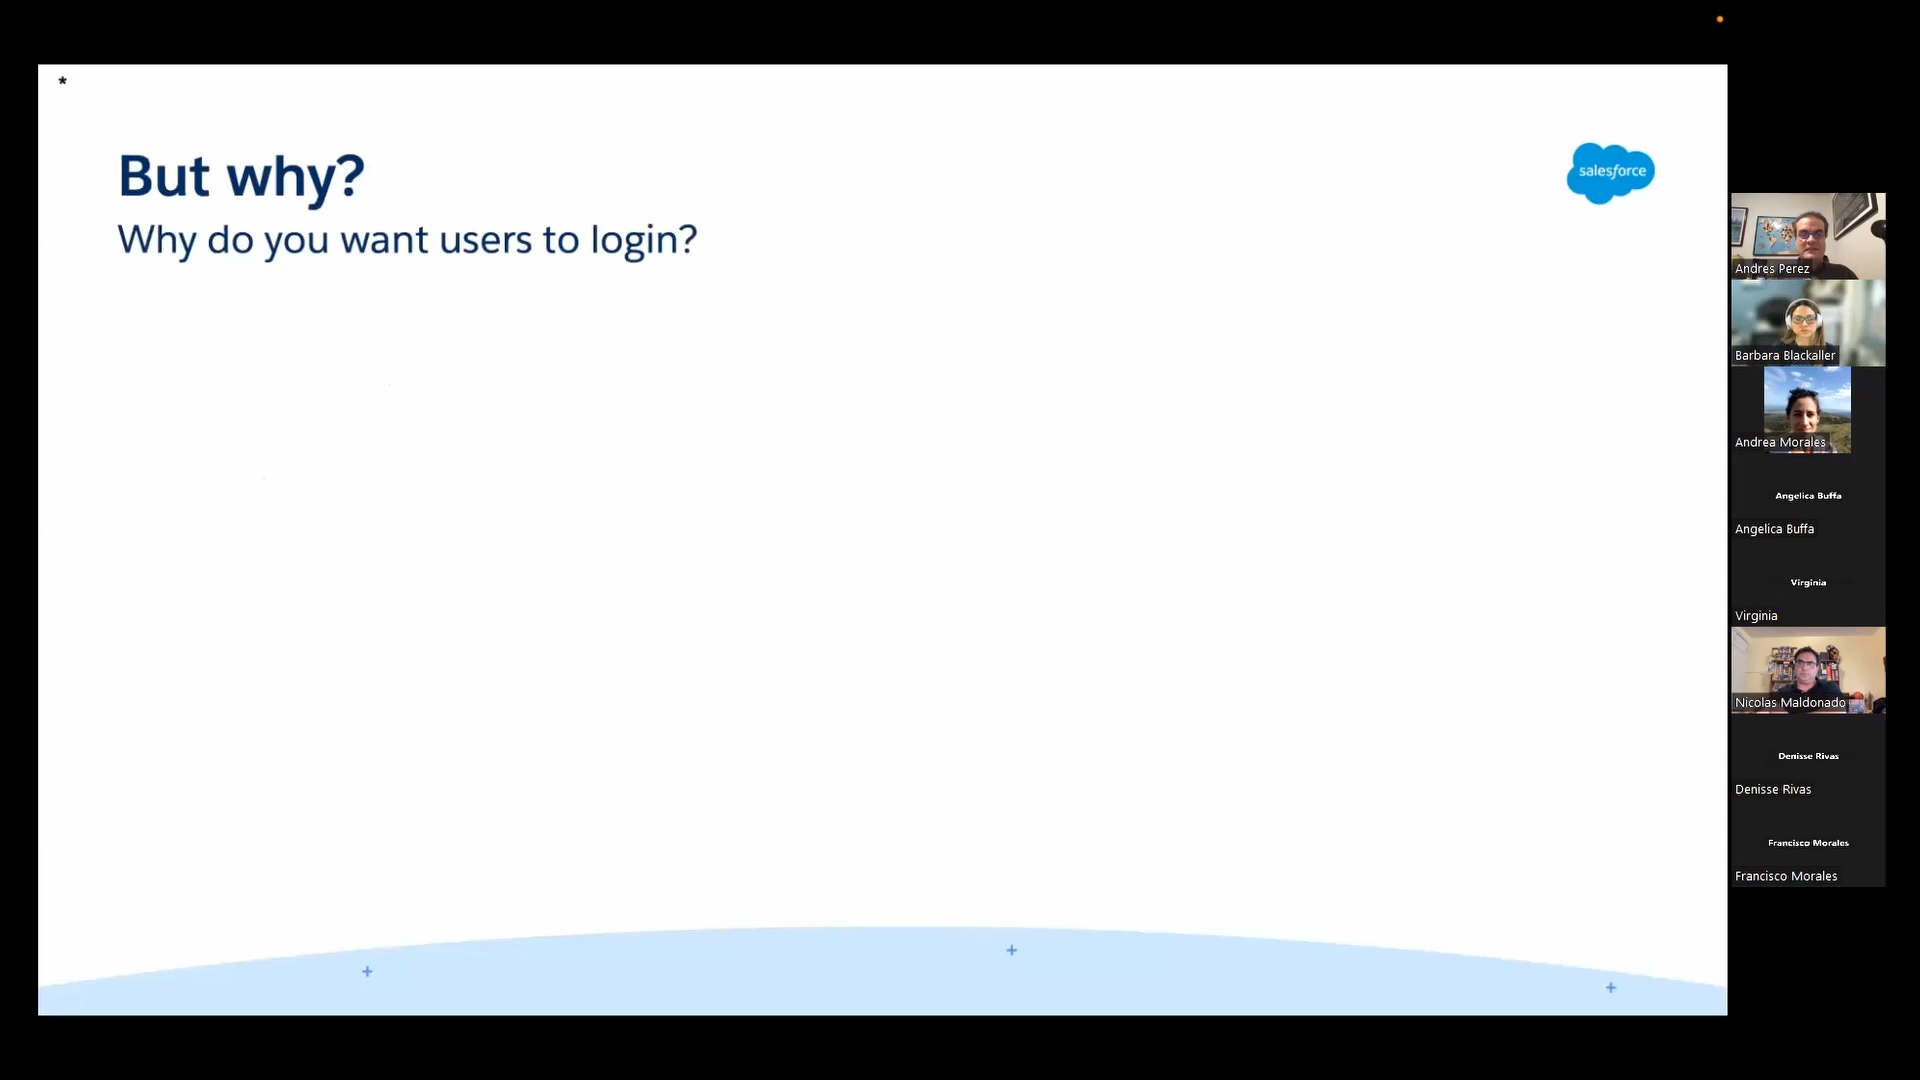 *
But why?
salesforce
Why do you want users to login?
Andres Perez
Barbara Blackaller
Andrea Morales
Angelica Buffa
Angelica Buffa
Virginia
Virginia
Nicolas Maldonado
Denisse Rivas
Denisse Rivas
Francisco Morales
Francisco Morales